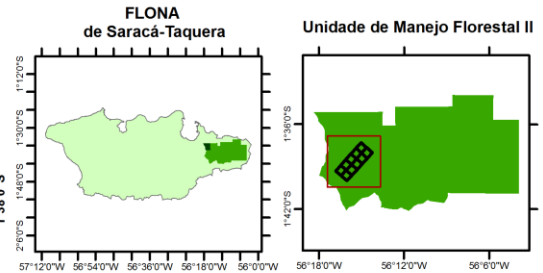 FLONA
de Saracá-Taquera
1°12'0"S
1°30'0"S
1°48'0"S
2°6'0"S
57°12'0"W 56°54'0"W 56°36'0"W 56°18'0"W 56°0'0"W
Unidade de Manejo Florestal II
1°36'0"S
1°42'0"S
56°18'0"W 56°12'0"W 56°6'0"W